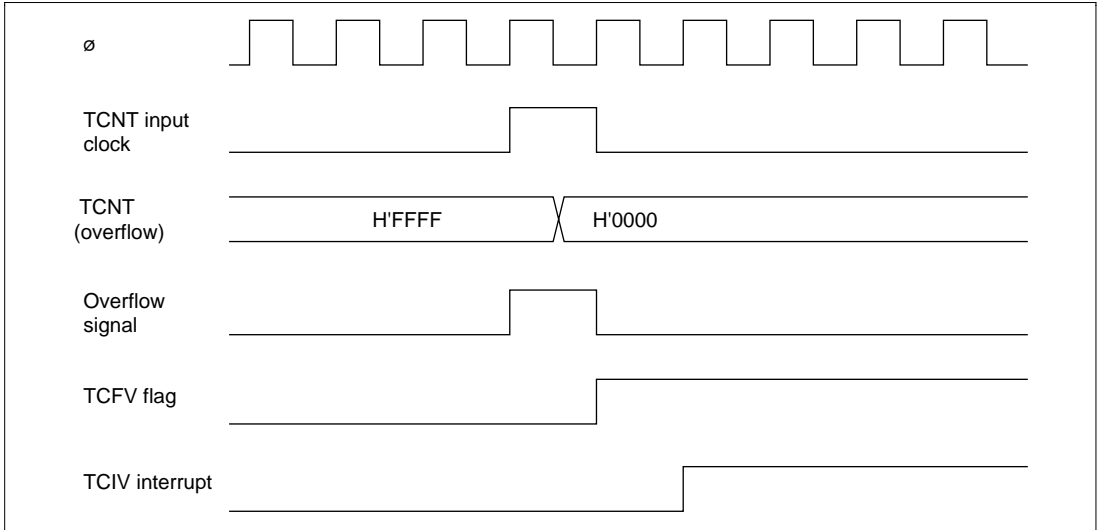 ø
TCNT input
clock
TCNT
(overflow)
H'FFFF
H'0000
Overflow
signal
TCFV flag
TCIV interrupt